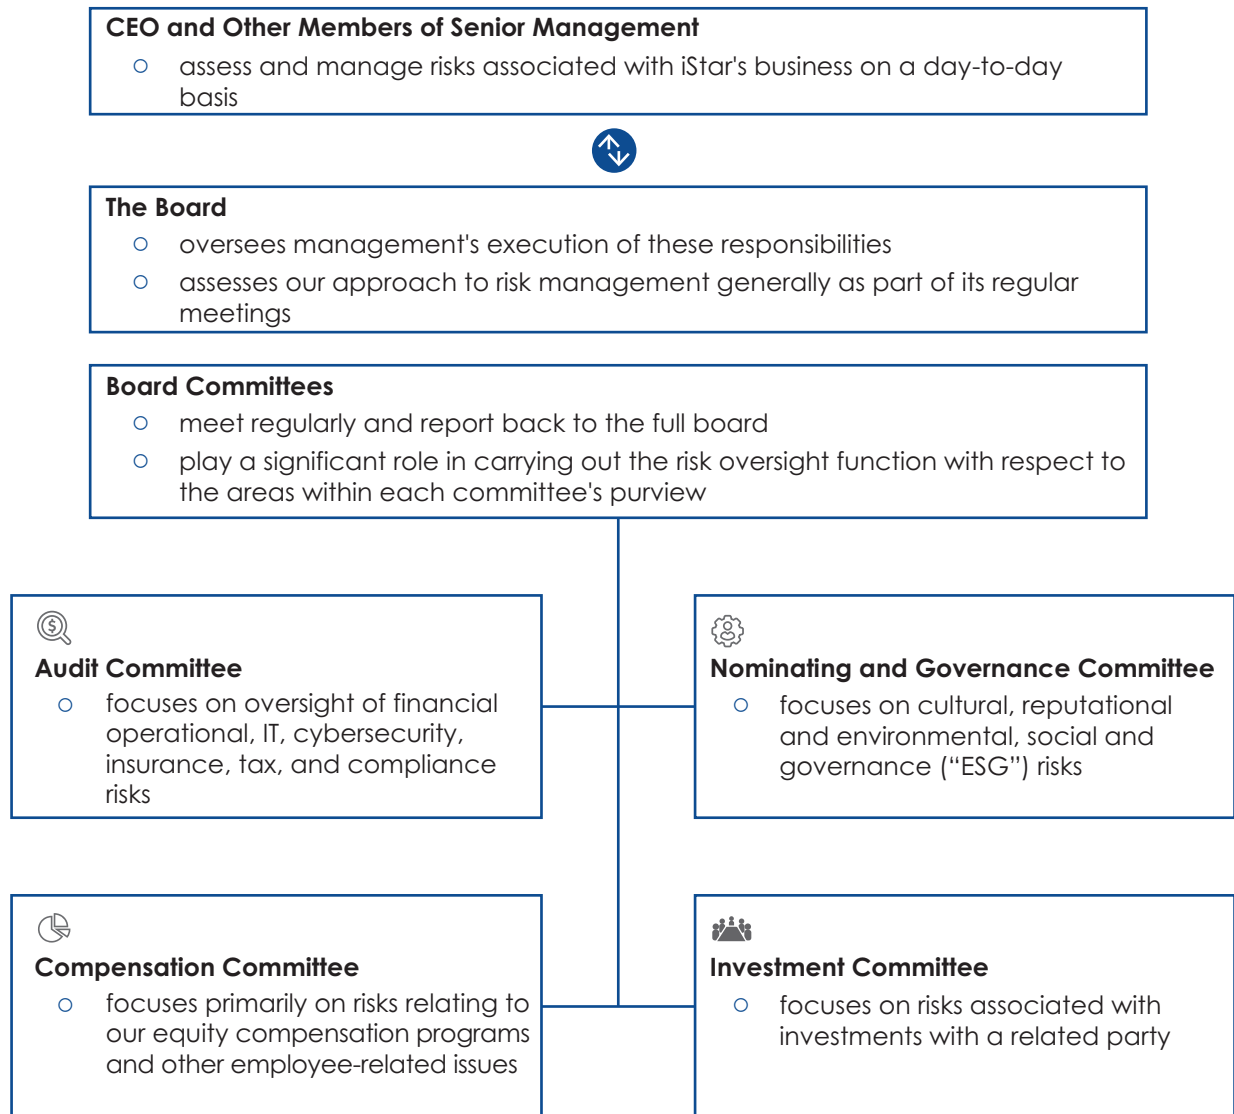 CEO and Other Members of Senior Management
○ assess and manage risks associated with iStar's business on a day-to-day
basis
The Board
○ oversees management's execution of these responsibilities
○ assesses our approach to risk management generally as part of its regular
meetings
Board Committees
○ meet regularly and report back to the full board
○ play a significant role in carrying out the risk oversight function with respect to
the areas within each committee's purview
Audit Committee
○ focuses on oversight of financial
operational, IT, cybersecurity,
insurance, tax, and compliance
risks
Nominating and Governance Committee
○ focuses on cultural, reputational
and environmental, social and
governance (“ESG”) risks
Compensation Committee
○ focuses primarily on risks relating to
our equity compensation programs
and other employee-related issues
Investment Committee
○ focuses on risks associated with
investments with a related party